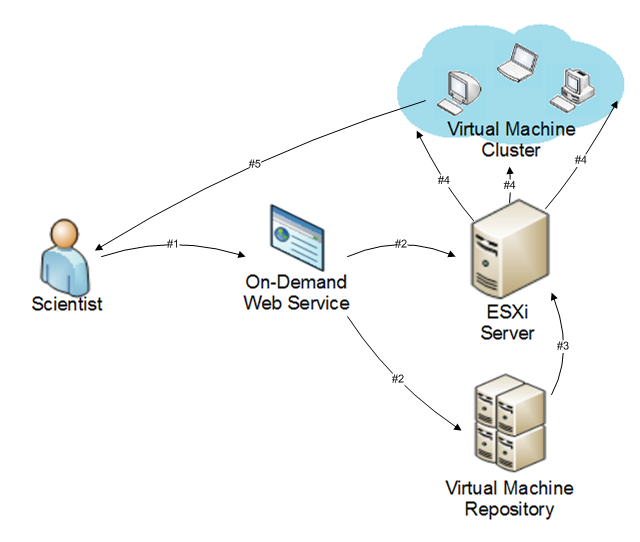 Virtual Machine
Cluster
#5
#4
#4
#4
#1
#2
Scientist
On-Demand
Web Service
ESXi
Server
#3
#2
Virtual Machine
Repository